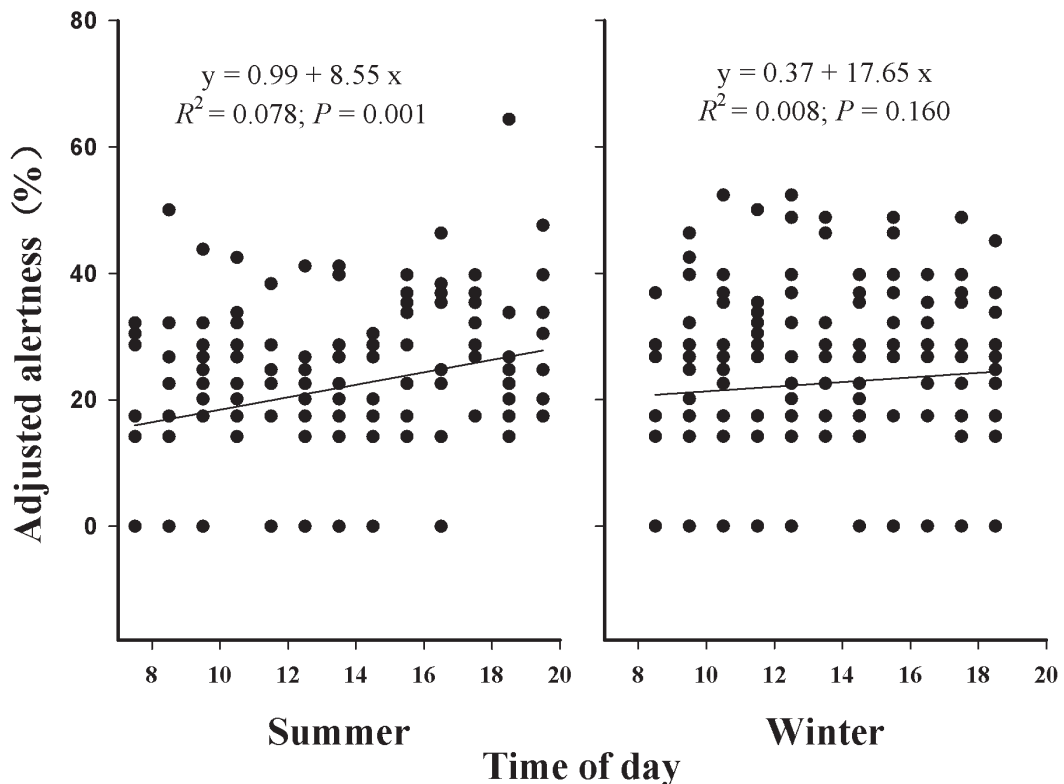 80
60
40
20
0
Adjusted alertness (%)
y = 0.99 + 8.55 x
R² = 0.078; P = 0.001
8 10 12 14 16 18 20
Summer
y = 0.37 + 17.65 x
R² = 0.008; P = 0.160
8 10 12 14 16 18 20
Winter
Time of day